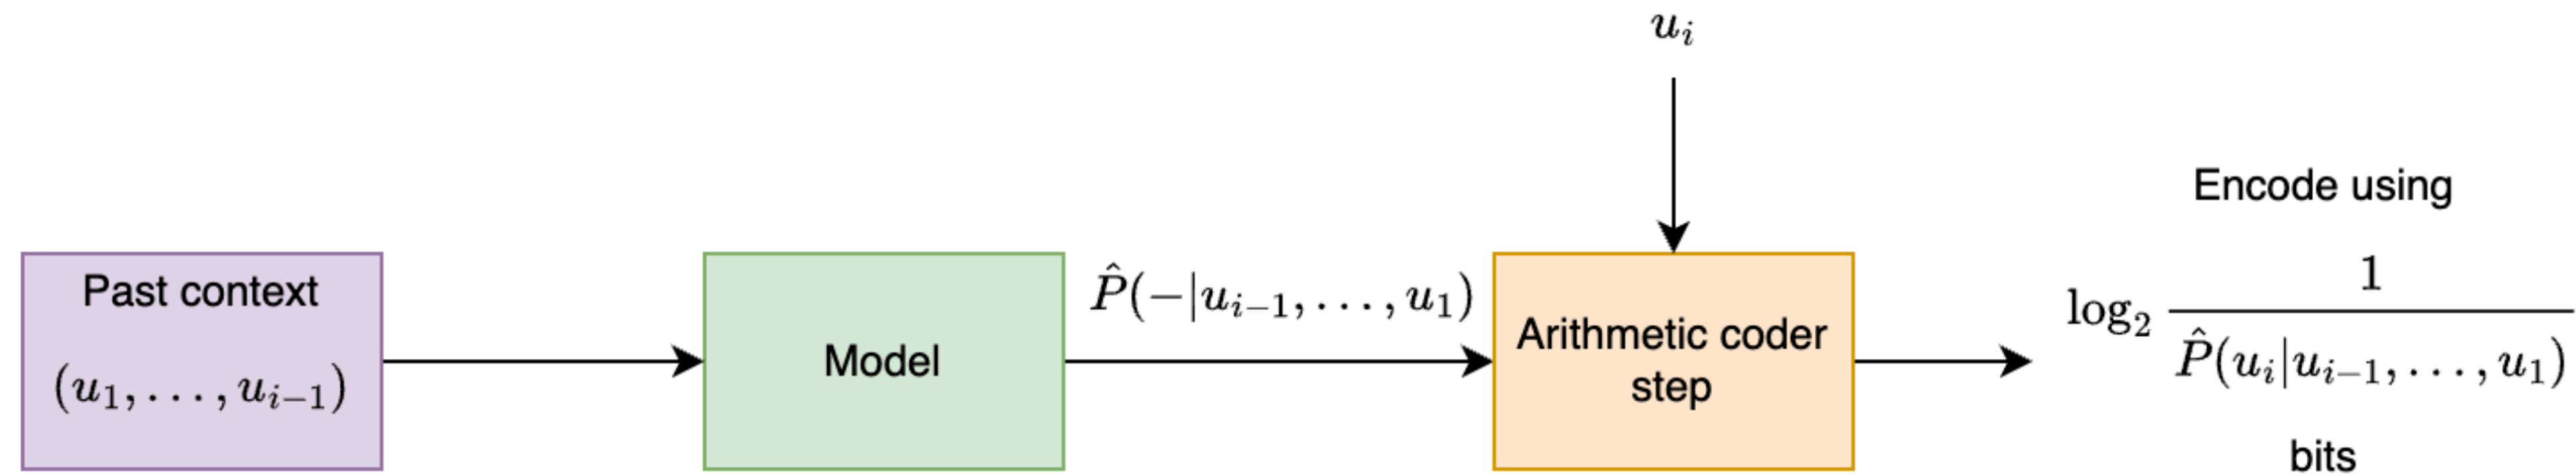 u_i
Encode using
Past context
(u_1, . . . , u_{i−1})
Model
P̂(−|u_{i−1}, . . . , u_1)
Arithmetic coder
step
log_2 1 / P̂(u_i|u_{i−1}, . . . , u_1)
bits